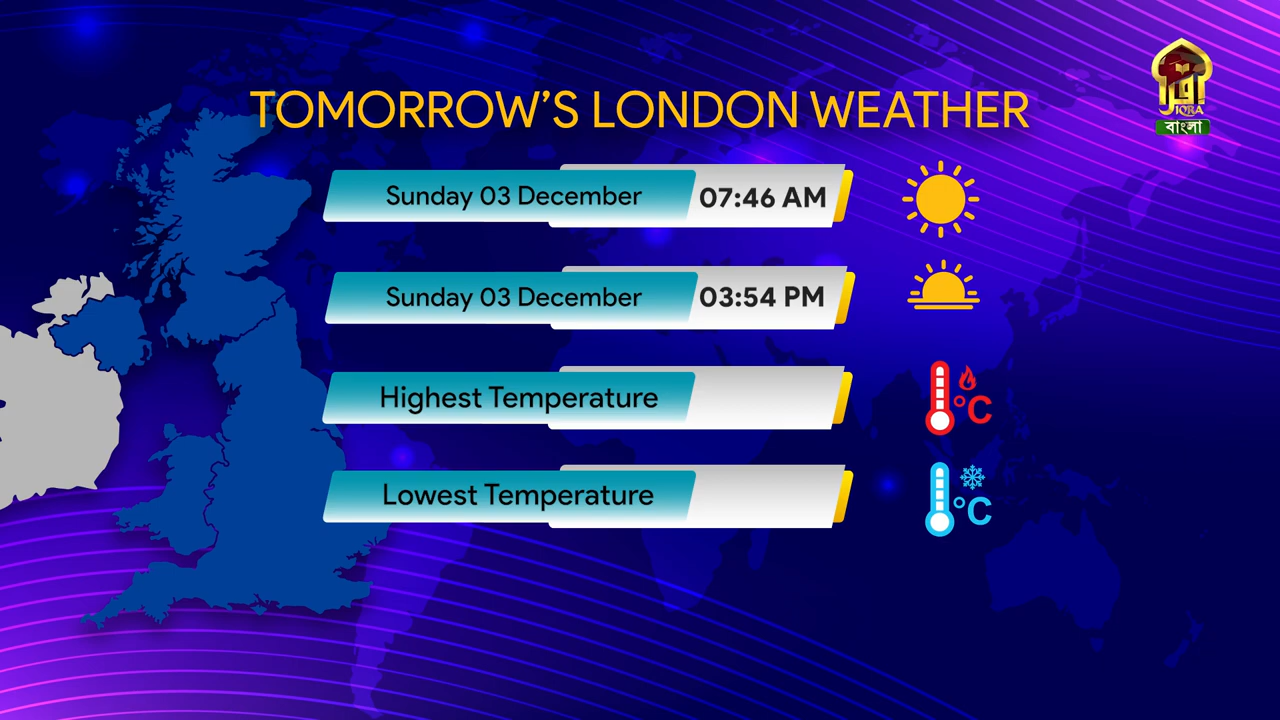 TOMORROW’S LONDON WEATHER
Sunday 03 December 07:46 AM
Sunday 03 December 03:54 PM
Highest Temperature
°C
Lowest Temperature
°C
IQRA
বাংলা